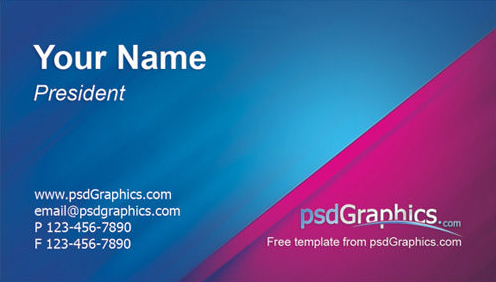 Your Name
President
www.psdGraphics.com
email@psdgraphics.com
P 123-456-7890
F 123-456-7890
psdGraphics.com
Free template from psdGraphics.com